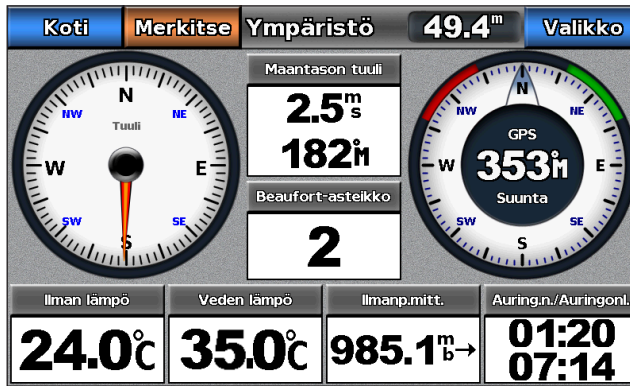 Koti Merkitse Ympäristö 49.4m Valikko
Maantason tuuli
2.5 m/s
182°M
Beaufort-asteikko
2
N
NW NE
Tuuli
W E
SW SE
S
N
NW NE
GPS
W 353°M E
Suunta
SW SE
S
Ilman lämpö Veden lämpö Ilmanp.mitt. Auring.n./Auringonl.
24.0°C 35.0°C 985.1mb→ 01:20
07:14